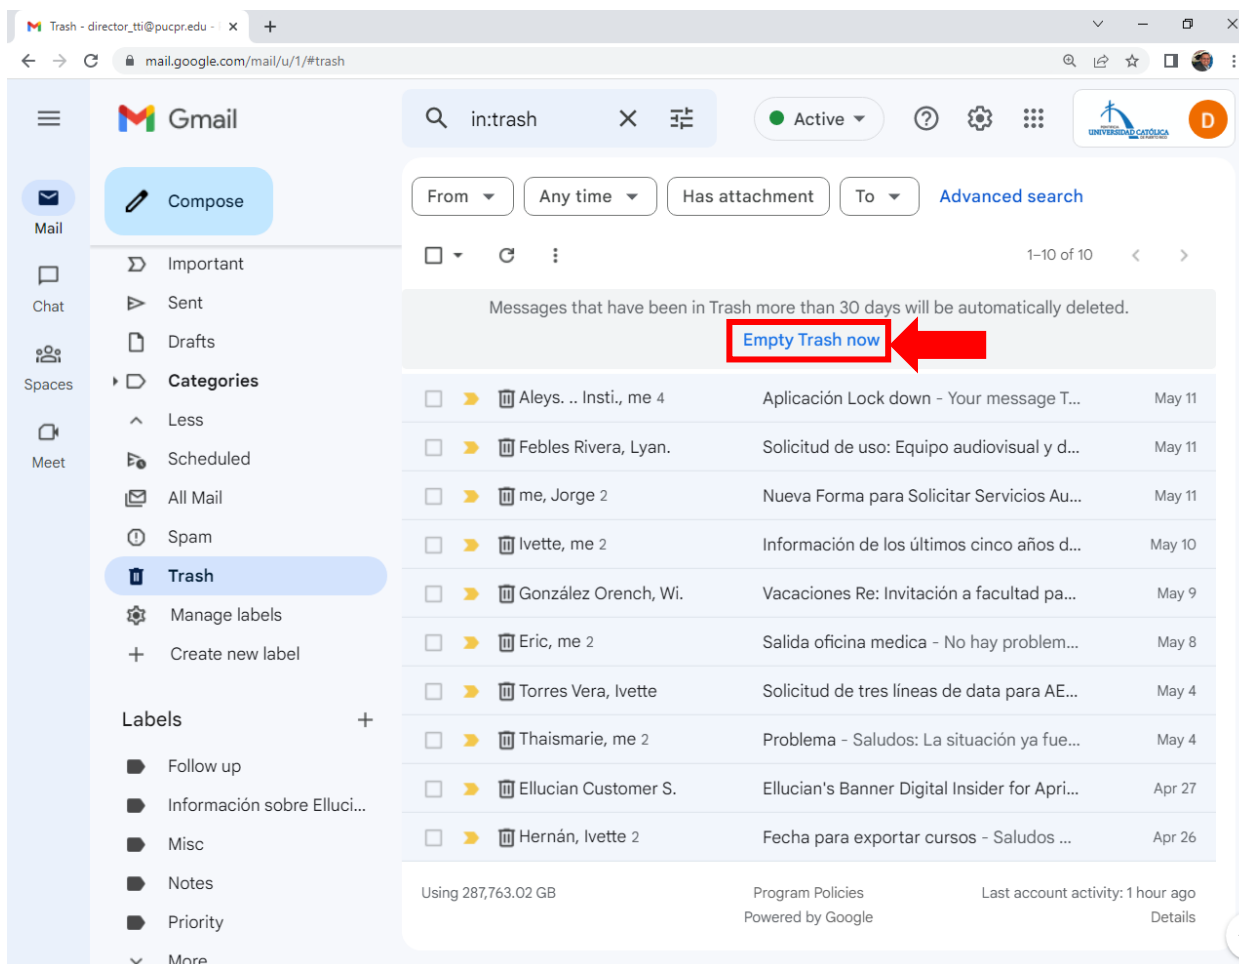 Trash - director_tti@pucpr.edu -
mail.google.com/mail/u/1/#trash
Gmail
in:trash
Active
UNIVERSIDAD CATÓLICA
D
Compose
Mail
Chat
Spaces
Meet
Important
Sent
Drafts
Categories
Less
Scheduled
All Mail
Spam
Trash
Manage labels
Create new label
Labels
Follow up
Información sobre Elluci...
Misc
Notes
Priority
More
From
Any time
Has attachment
To
Advanced search
1–10 of 10
Messages that have been in Trash more than 30 days will be automatically deleted.
Empty Trash now
Aleys. .. Insti., me 4 Aplicación Lock down - Your message T... May 11
Febles Rivera, Lyan. Solicitud de uso: Equipo audiovisual y d... May 11
me, Jorge 2 Nueva Forma para Solicitar Servicios Au... May 11
Ivette, me 2 Información de los últimos cinco años d... May 10
González Orench, Wi. Vacaciones Re: Invitación a facultad pa... May 9
Eric, me 2 Salida oficina medica - No hay problem... May 8
Torres Vera, Ivette Solicitud de tres líneas de data para AE... May 4
Thaismarie, me 2 Problema - Saludos: La situación ya fue... May 4
Ellucian Customer S. Ellucian's Banner Digital Insider for Apri... Apr 27
Hernán, Ivette 2 Fecha para exportar cursos - Saludos ... Apr 26
Using 287,763.02 GB
Program Policies
Powered by Google
Last account activity: 1 hour ago
Details